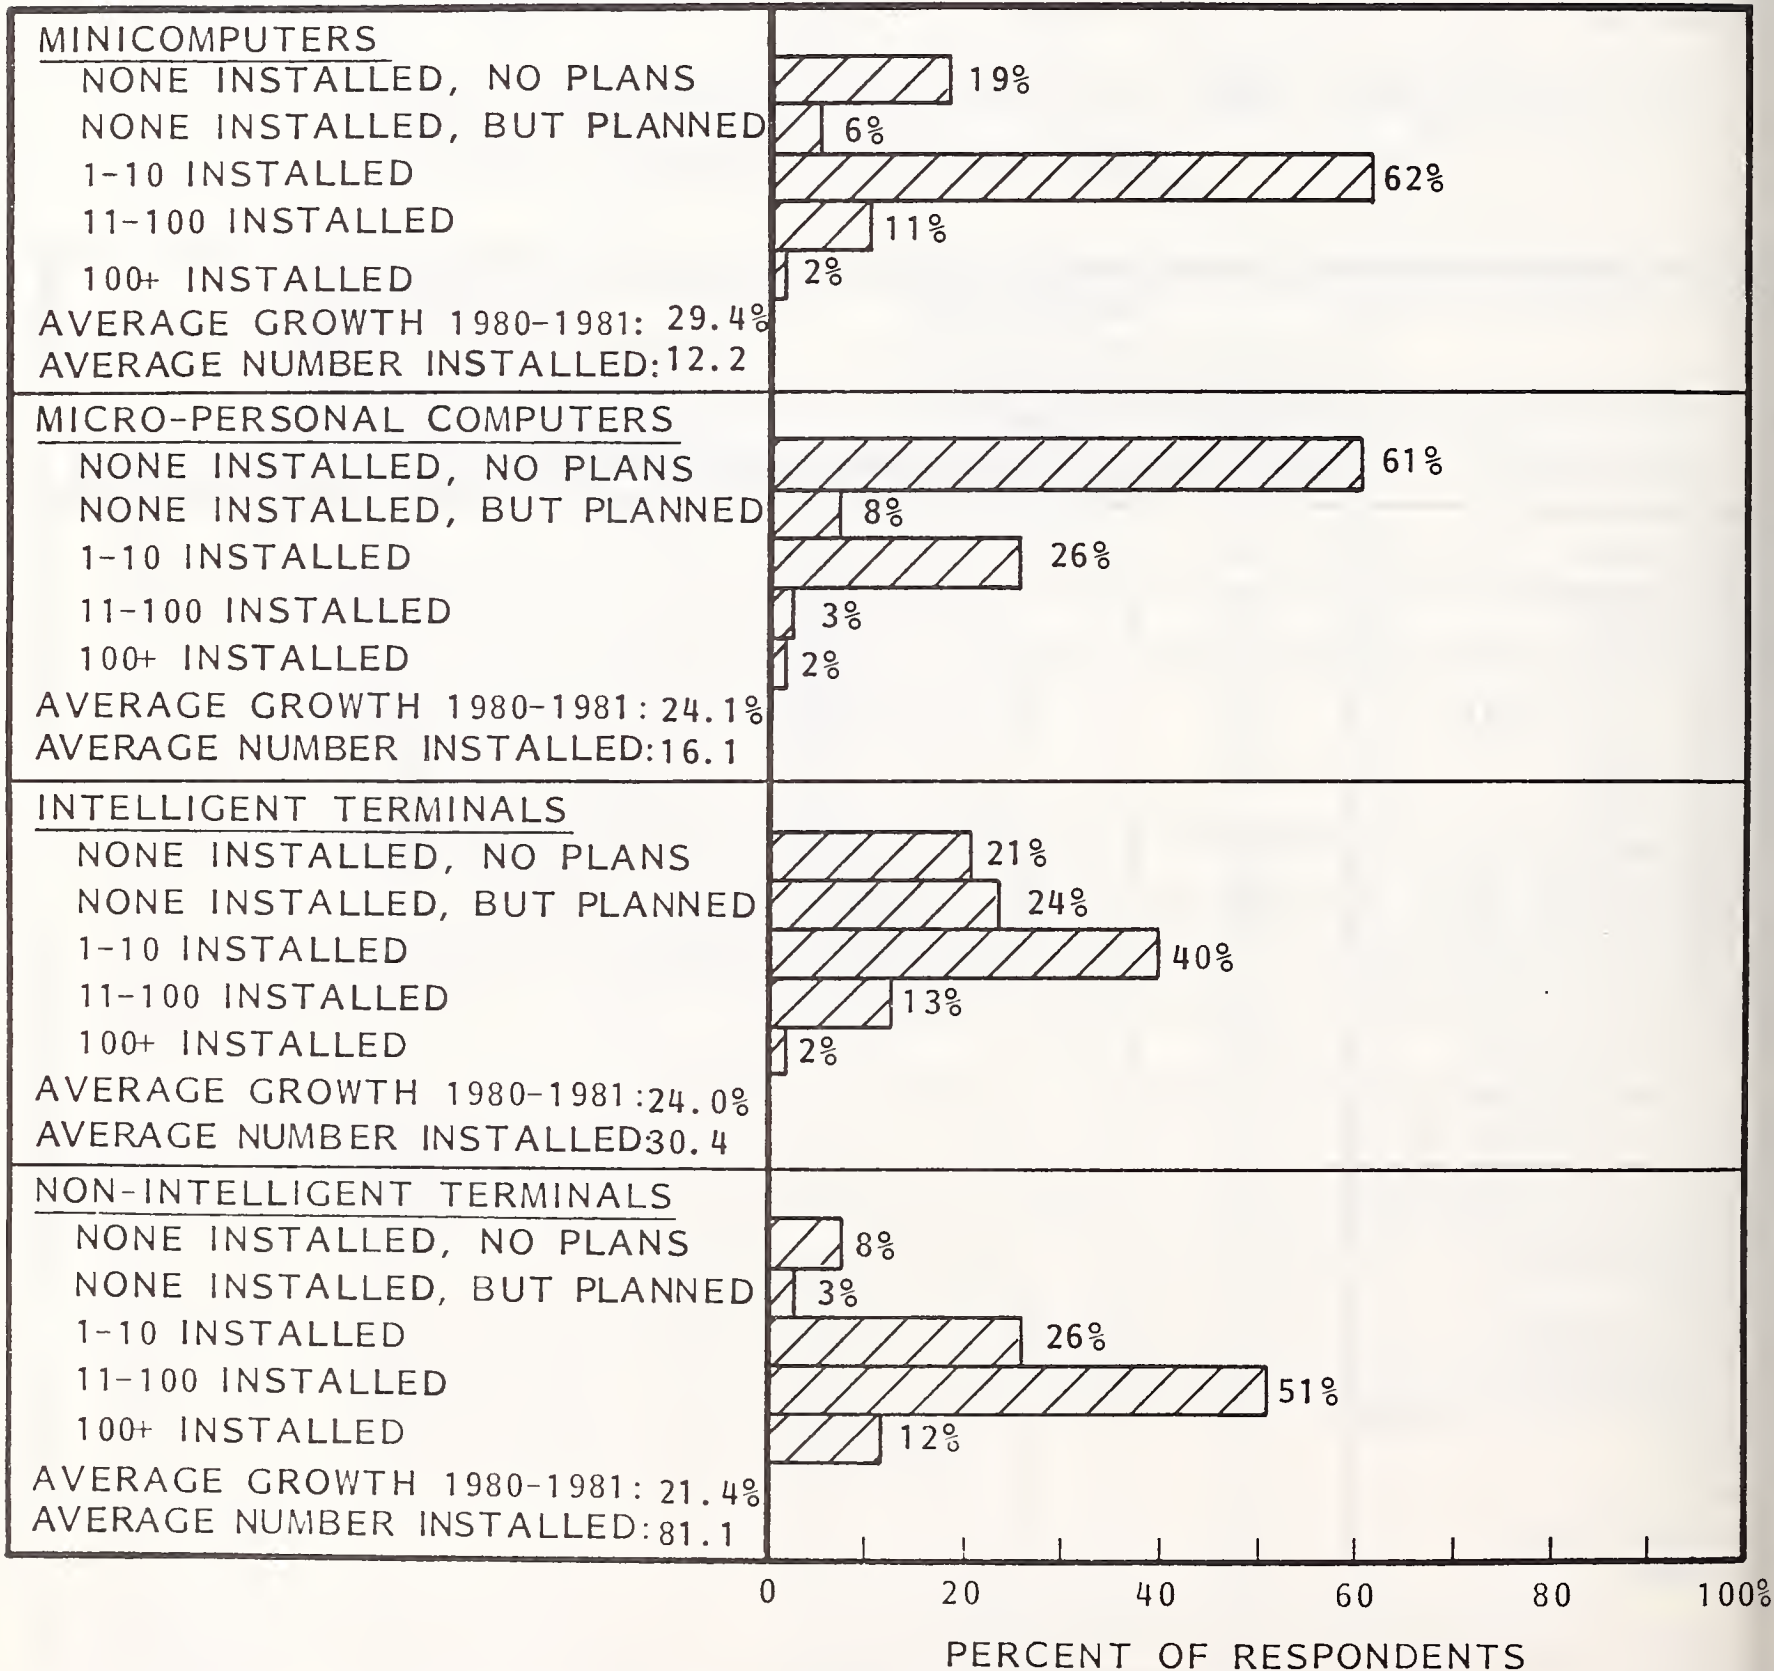 MINICOMPUTERS
NONE INSTALLED, NO PLANS 19%
NONE INSTALLED, BUT PLANNED 6%
1-10 INSTALLED 62%
11-100 INSTALLED 11%
100+ INSTALLED 2%
AVERAGE GROWTH 1980-1981: 29.4%
AVERAGE NUMBER INSTALLED:12.2
MICRO-PERSONAL COMPUTERS
NONE INSTALLED, NO PLANS 61%
NONE INSTALLED, BUT PLANNED 8%
1-10 INSTALLED 26%
11-100 INSTALLED 3%
100+ INSTALLED 2%
AVERAGE GROWTH 1980-1981: 24.1%
AVERAGE NUMBER INSTALLED:16.1
INTELLIGENT TERMINALS
NONE INSTALLED, NO PLANS 21%
NONE INSTALLED, BUT PLANNED 24%
1-10 INSTALLED 40%
11-100 INSTALLED 13%
100+ INSTALLED 2%
AVERAGE GROWTH 1980-1981:24.0%
AVERAGE NUMBER INSTALLED:30.4
NON-INTELLIGENT TERMINALS
NONE INSTALLED, NO PLANS 8%
NONE INSTALLED, BUT PLANNED 3%
1-10 INSTALLED 26%
11-100 INSTALLED 51%
100+ INSTALLED 12%
AVERAGE GROWTH 1980-1981: 21.4%
AVERAGE NUMBER INSTALLED:81.1
0 20 40 60 80 100%
PERCENT OF RESPONDENTS